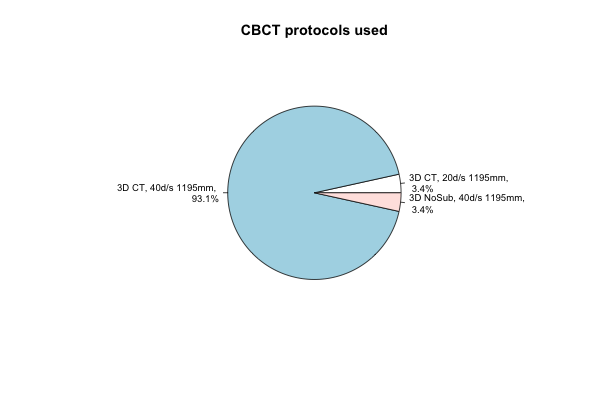 CBCT protocols used
3D CT, 40d/s 1195mm,
93.1%
3D CT, 20d/s 1195mm,
3.4%
3D NoSub, 40d/s 1195mm,
3.4%